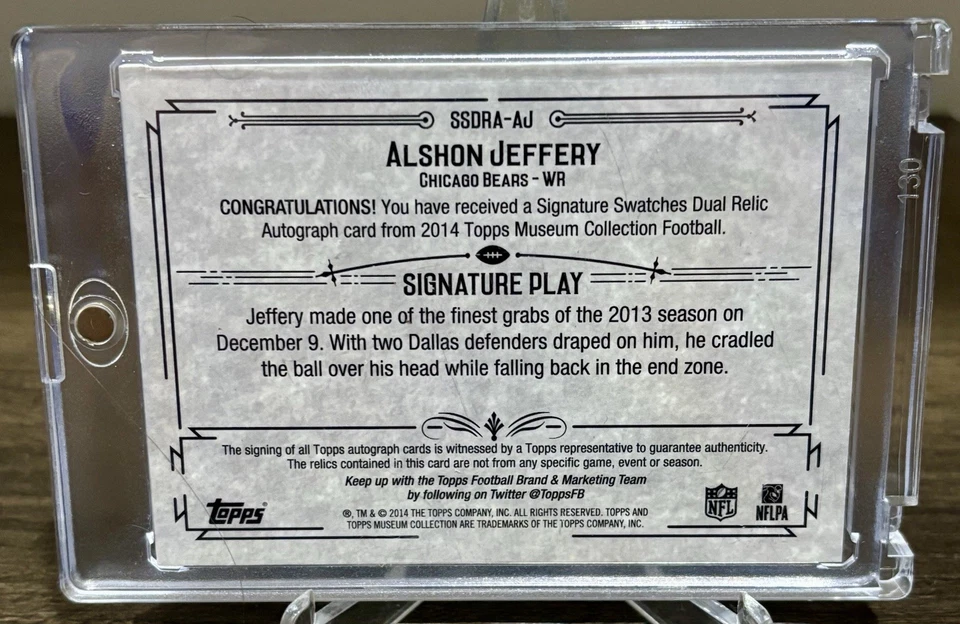 SSDRA-AJ
ALSHON JEFFERY
CHICAGO BEARS - WR
CONGRATULATIONS! You have received a Signature Swatches Dual Relic
Autograph card from 2014 Topps Museum Collection Football.
SIGNATURE PLAY
Jeffery made one of the finest grabs of the 2013 season on
December 9. With two Dallas defenders draped on him, he cradled
the ball over his head while falling back in the end zone.
The signing of all Topps autograph cards is witnessed by a Topps representative to guarantee authenticity.
The relics contained in this card are not from any specific game, event or season.
Keep up with the Topps Football Brand & Marketing Team
by following on Twitter @ToppsFB
®, TM & © 2014 THE TOPPS COMPANY, INC. ALL RIGHTS RESERVED. TOPPS AND
TOPPS MUSEUM COLLECTION ARE TRADEMARKS OF THE TOPPS COMPANY, INC.
Topps®
NFL
NFLPA
130